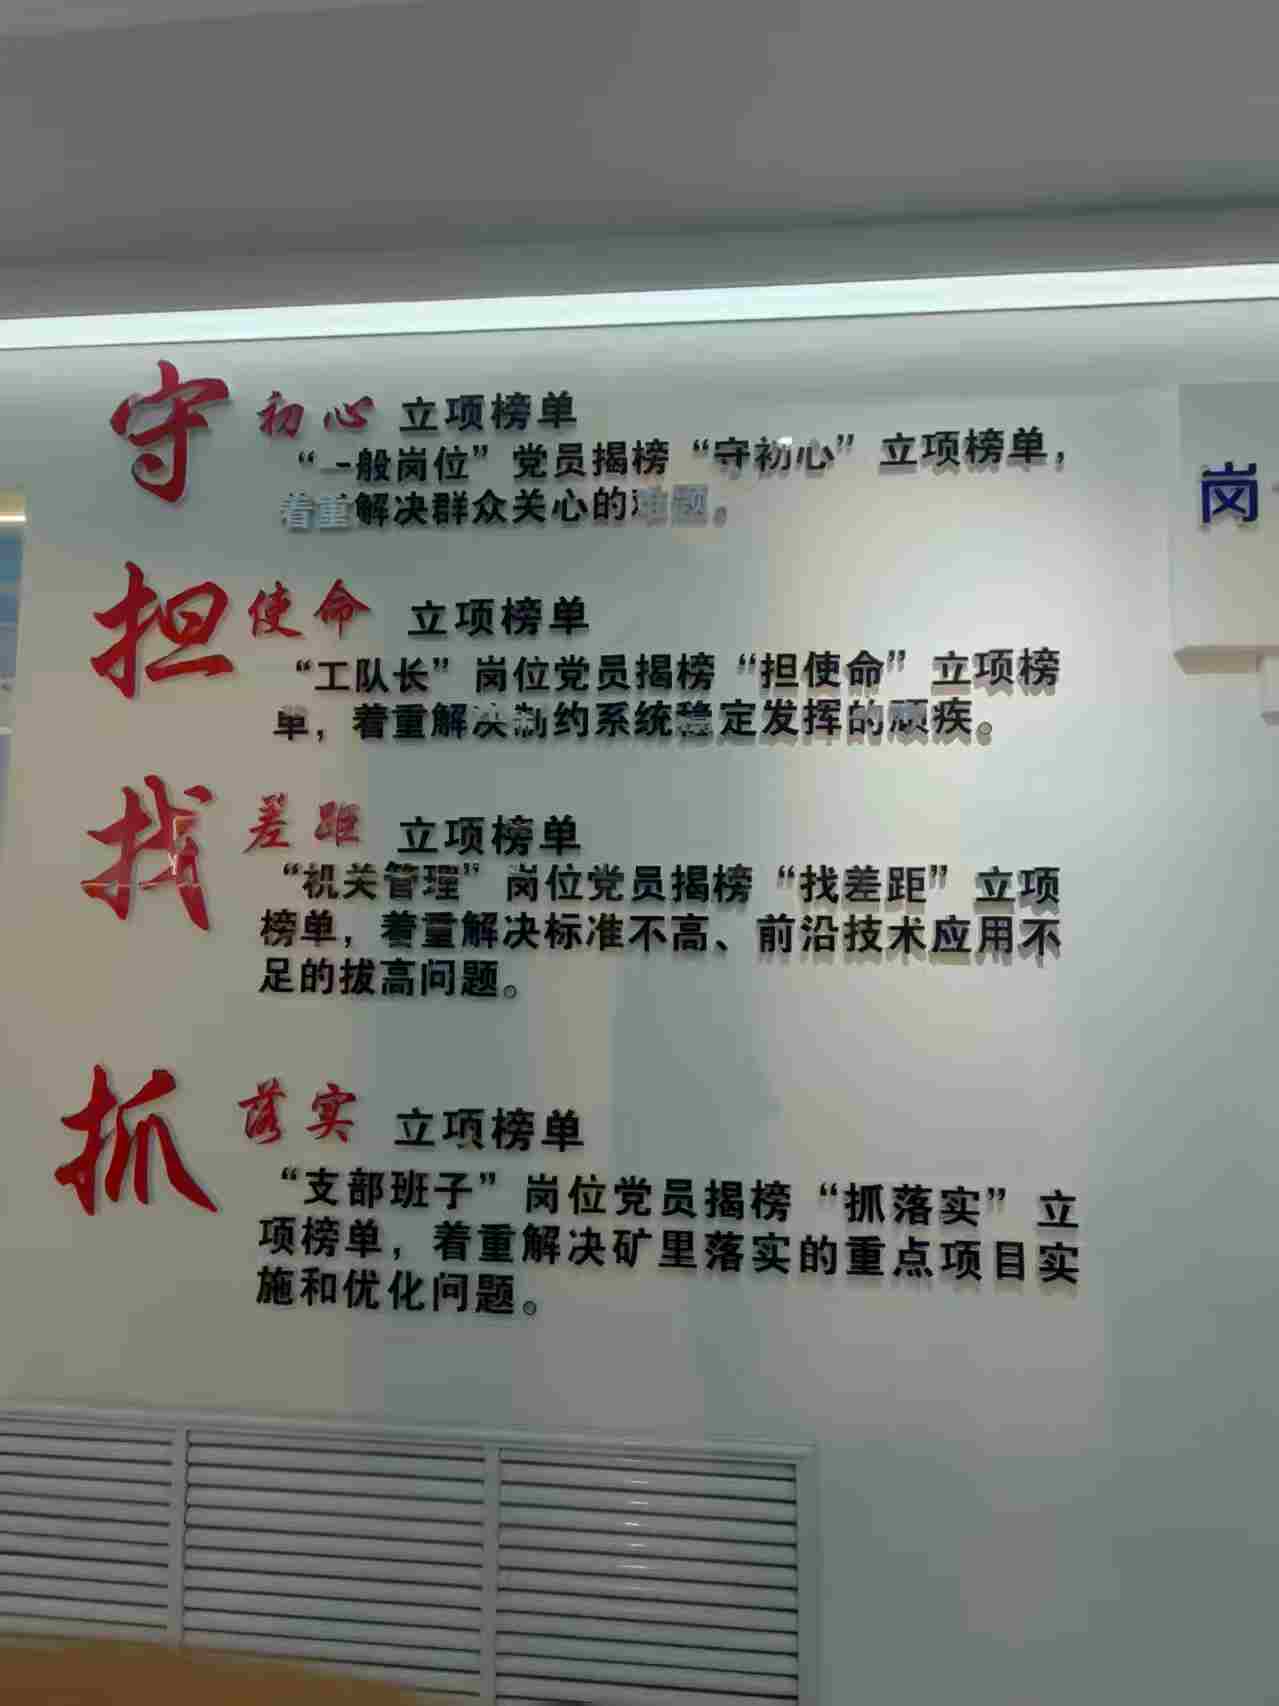 守初心 立项榜单
“一般岗位”党员揭榜“守初心”立项榜单，
着重解决群众关心的难题。
担使命 立项榜单
“工队长”岗位党员揭榜“担使命”立项榜
单，着重解决制约系统稳定发挥的顽疾。
找差距 立项榜单
“机关管理”岗位党员揭榜“找差距”立项
榜单，着重解决标准不高、前沿技术应用不
足的拔高问题。
抓落实 立项榜单
“支部班子”岗位党员揭榜“抓落实”立
项榜单，着重解决矿里落实的重点项目实
施和优化问题。
岗